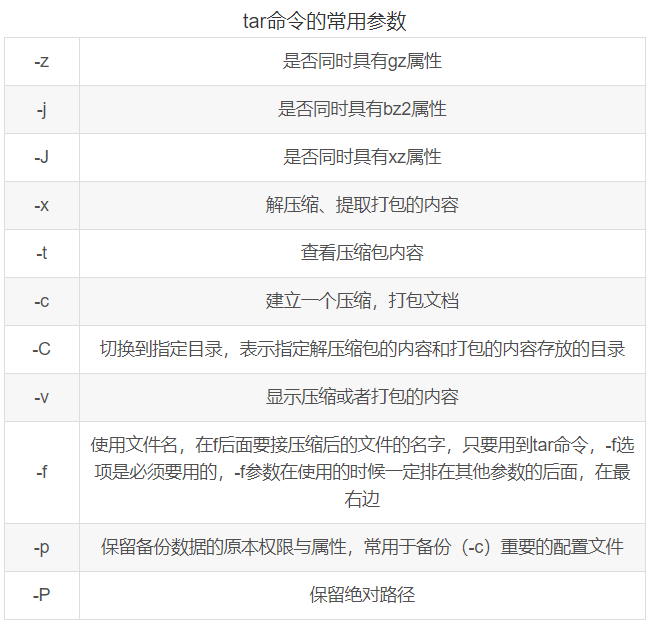 tar命令的常用参数
-z 是否同时具有gz属性
-j 是否同时具有bz2属性
-J 是否同时具有xz属性
-x 解压缩、提取打包的内容
-t 查看压缩包内容
-c 建立一个压缩，打包文档
-C 切换到指定目录，表示指定解压缩包的内容和打包的内容存放的目录
-v 显示压缩或者打包的内容
-f 使用文件名，在f后面要接压缩后的文件的名字，只要用到tar命令，-f选
项是必须要用的，-f参数在使用的时候一定排在其他参数的后面，在最
右边
-p 保留备份数据的原本权限与属性，常用于备份（-c）重要的配置文件
-P 保留绝对路径